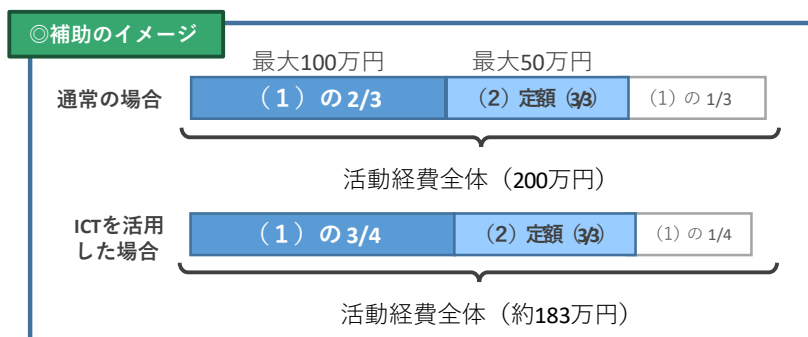 ◎補助のイメージ
最大100万円 最大50万円
通常の場合 (1)の2/3 (2)定額(3/3) (1)の1/3
活動経費全体(200万円)
ICTを活用
した場合 (1)の3/4 (2)定額(3/3) (1)の1/4
活動経費全体(約183万円)